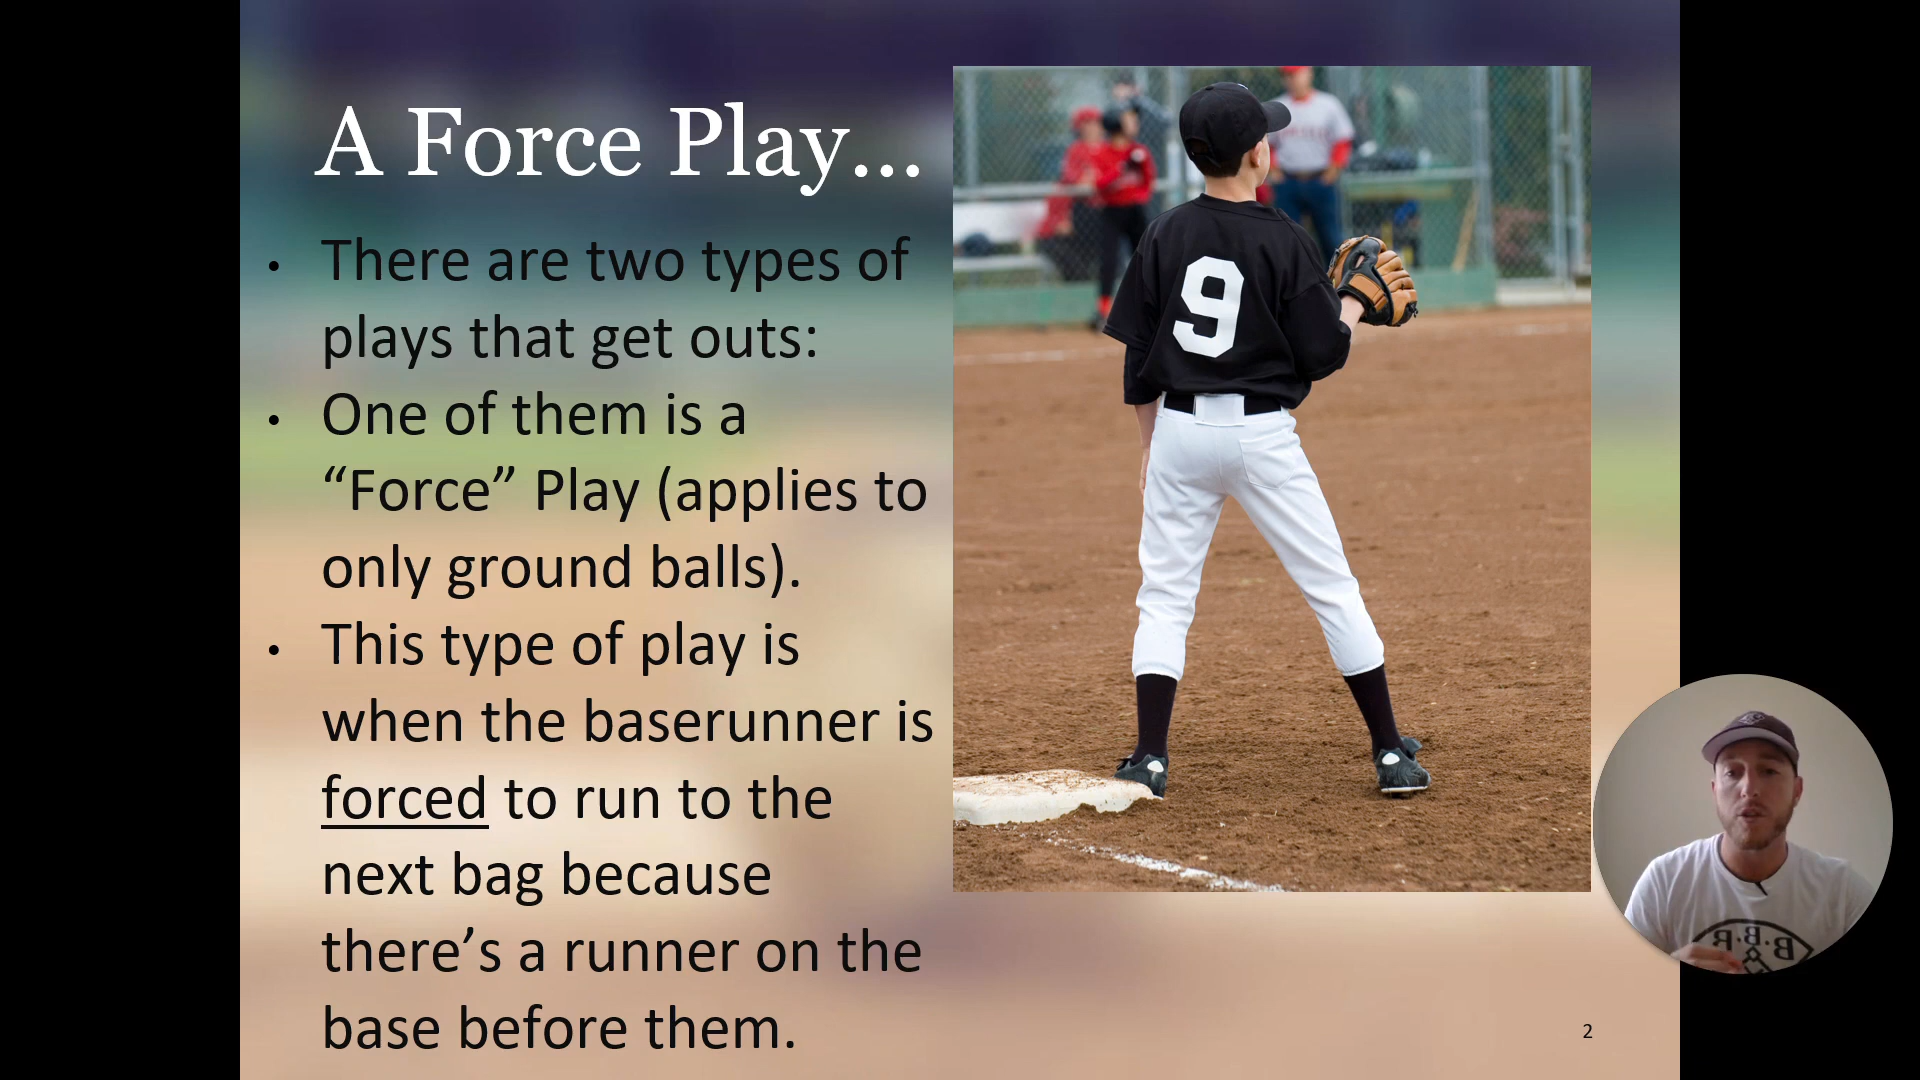 A Force Play...
• There are two types of
plays that get outs:
• One of them is a
“Force” Play (applies to
only ground balls).
• This type of play is
when the baserunner is
forced to run to the
next bag because
there’s a runner on the
base before them.
9
B.B.R
2